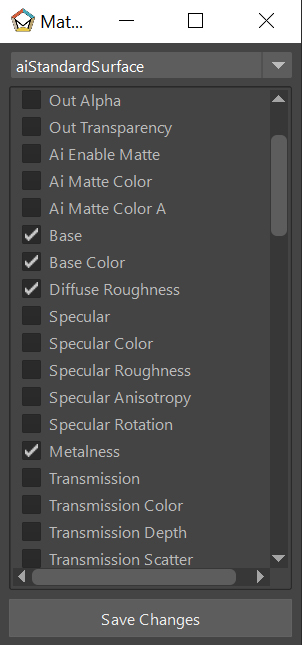 Mat...
aiStandardSurface
Out Alpha
Out Transparency
Ai Enable Matte
Ai Matte Color
Ai Matte Color A
Base
Base Color
Diffuse Roughness
Specular
Specular Color
Specular Roughness
Specular Anisotropy
Specular Rotation
Metalness
Transmission
Transmission Color
Transmission Depth
Transmission Scatter
Save Changes